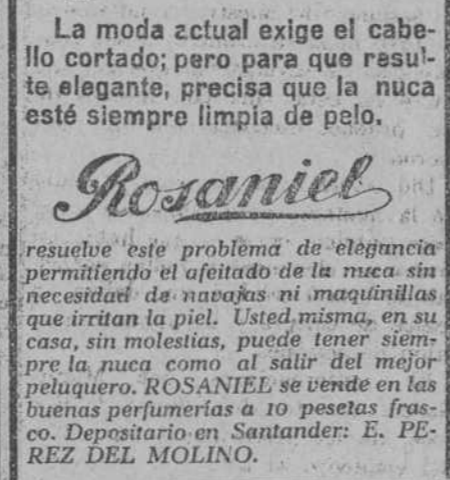 La moda actual exige el cabe-
llo cortado; pero para que resul-
te elegante, precisa que la nuca
esté siempre limpia de pelo.
Rosaniel
resuelve este problema de elegancia
permitiendo el afeitado de la nuca sin
necesidad de navajas ni maquinillas
que irritan la piel. Usted misma, en su
casa, sin molestias, puede tener siem-
pre la nuca como al salir del mejor
peluquero. ROSANIEL se vende en las
buenas perfumerías a 10 pesetas fras-
co. Depositario en Santander: E. PE-
REZ DEL MOLINO.